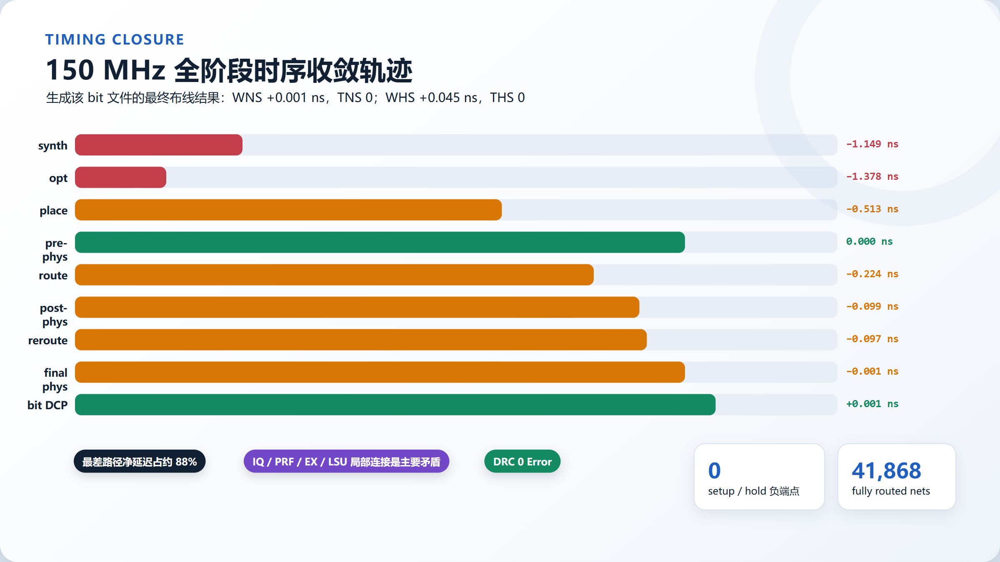 TIMING CLOSURE
150 MHz 全阶段时序收敛轨迹
生成该 bit 文件的最终布线结果：WNS +0.001 ns，TNS 0；WHS +0.045 ns，THS 0
synth
-1.149 ns
opt
-1.378 ns
place
-0.513 ns
pre-
phys
0.000 ns
route
-0.224 ns
post-
phys
-0.099 ns
reroute
-0.097 ns
final
phys
-0.001 ns
bit DCP
+0.001 ns
最差路径净延迟占约 88%
IQ / PRF / EX / LSU 局部连接是主要矛盾
DRC 0 Error
0
setup / hold 负端点
41,868
fully routed nets